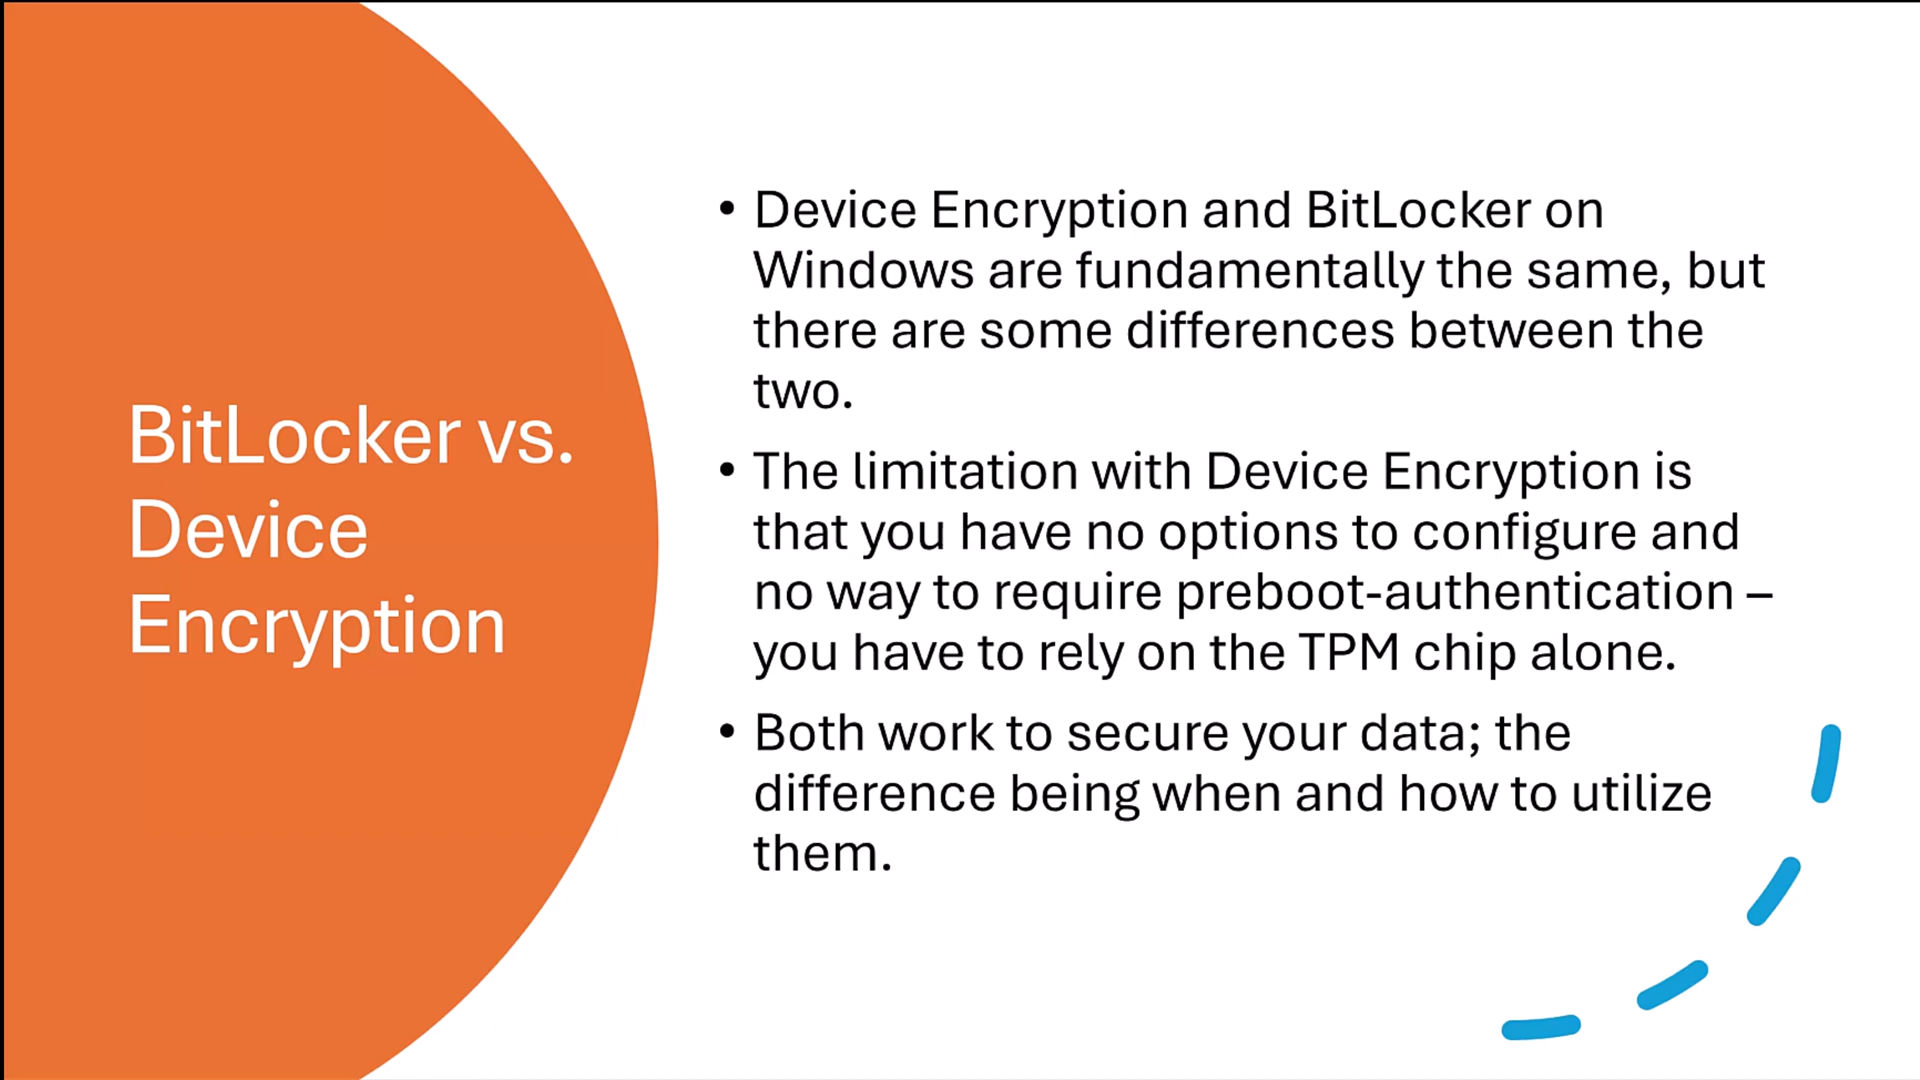 BitLocker vs.
Device
Encryption
• Device Encryption and BitLocker on
Windows are fundamentally the same, but
there are some differences between the
two.
• The limitation with Device Encryption is
that you have no options to configure and
no way to require preboot-authentication –
you have to rely on the TPM chip alone.
• Both work to secure your data; the
difference being when and how to utilize
them.